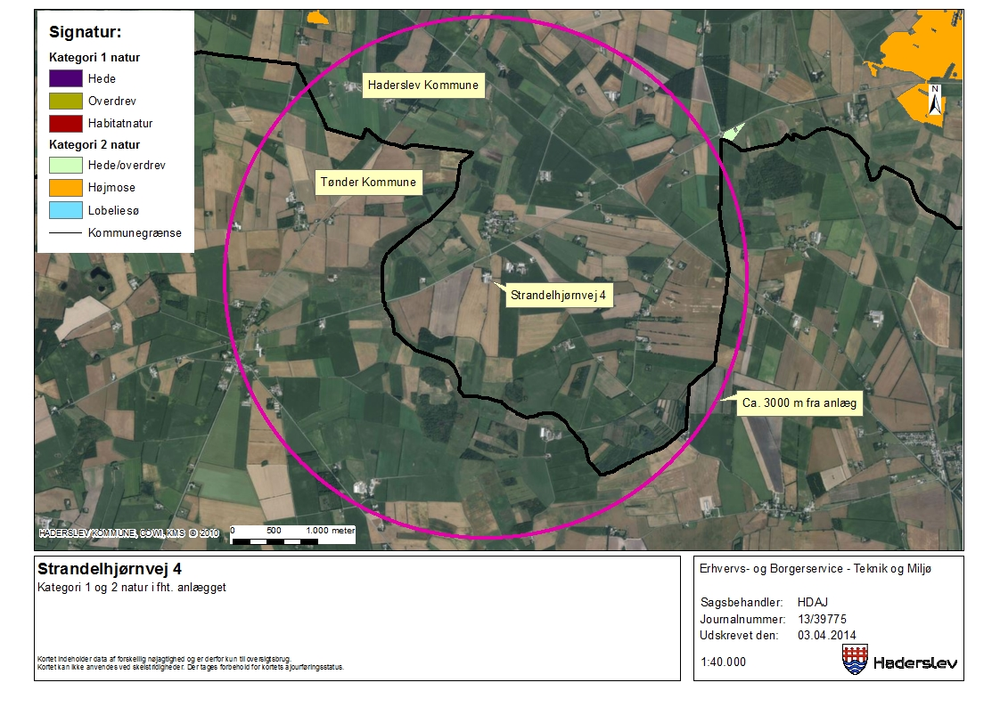 Signatur:
Kategori 1 natur
Hede
Overdrev
Habitatnatur
Kategori 2 natur
Hede/overdrev
Højmose
Lobeliesø
Kommunegrænse
Haderslev Kommune
N
Tønder Kommune
Strandelhjørnvej 4
Ca. 3000 m fra anlæg
HADERSLEV KOMMUNE, COWI, KMS © 2010
0 500 1.000 meter
Strandelhjørnvej 4
Kategori 1 og 2 natur i fht. anlægget
Kortet indeholder data af forskellig nøjagtighed og er derfor kun til oversigtsbrug.
Kortet kan ikke anvendes ved skelstridigheder. Der tages forbehold for kortets ajourføringsstatus.
Erhvervs- og Borgerservice - Teknik og Miljø
Sagsbehandler: HDAJ
Journalnummer: 13/39775
Udskrevet den: 03.04.2014
1:40.000
Haderslev